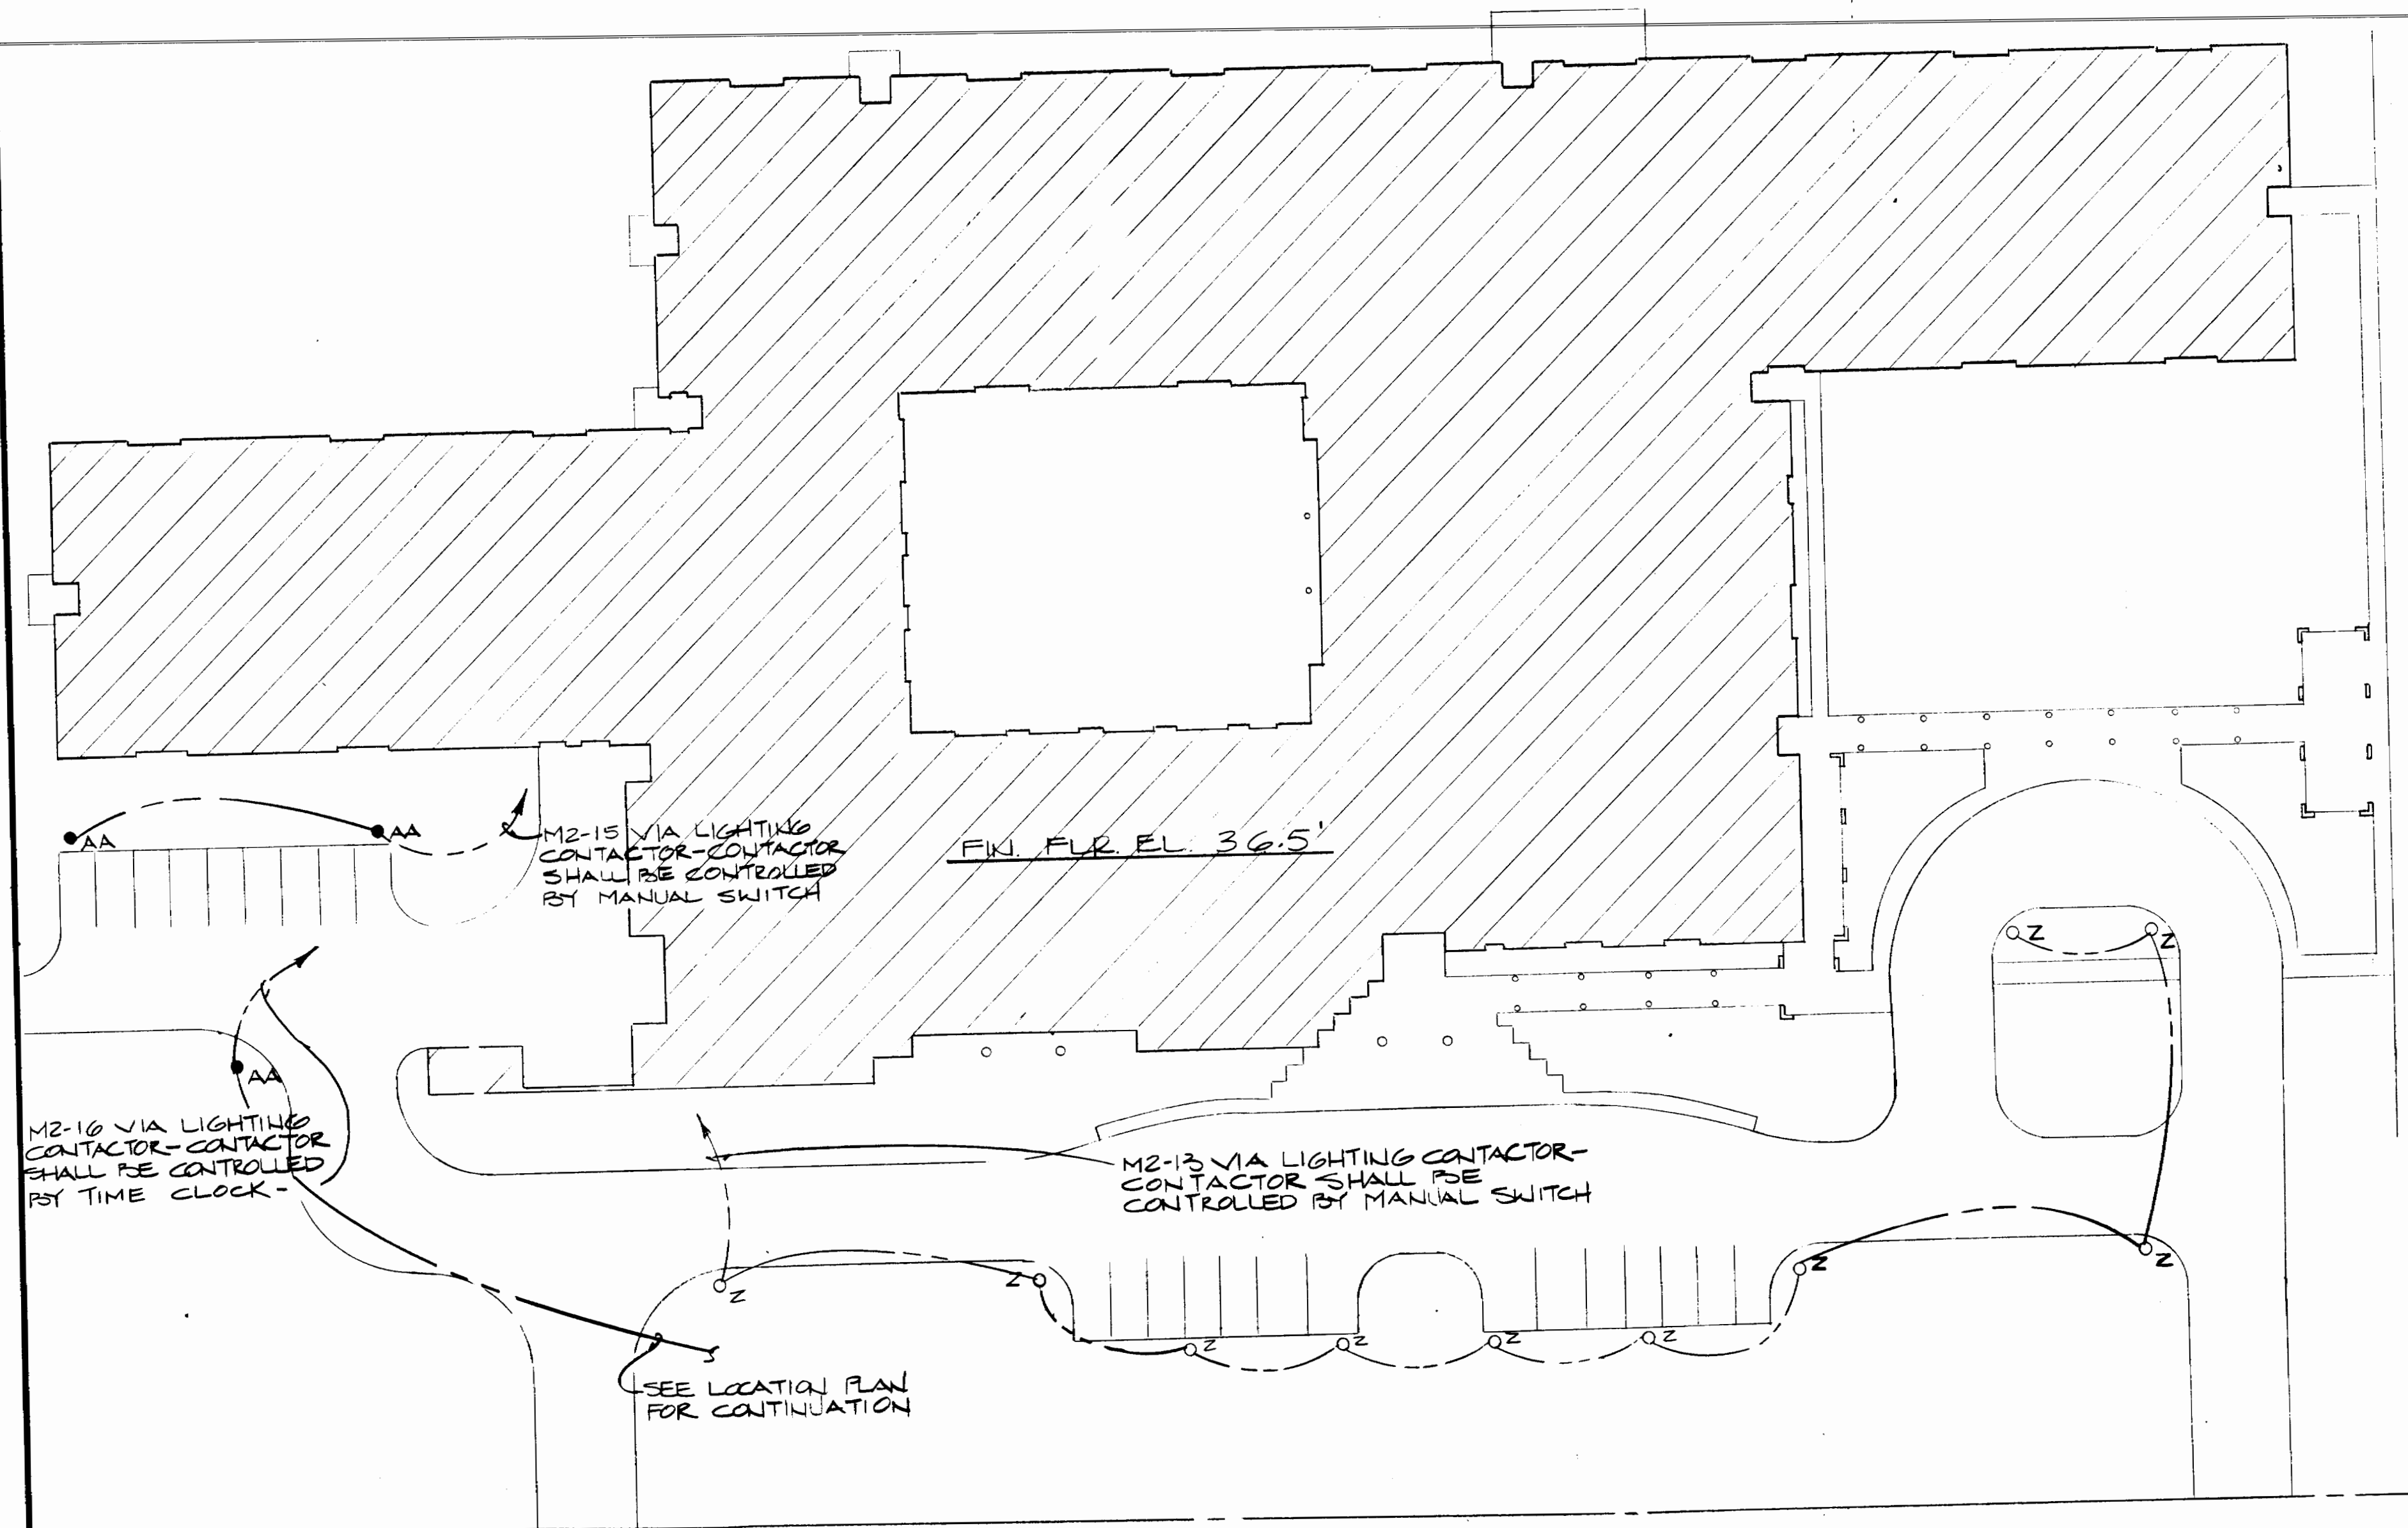 M2-15 VIA LIGHTING
CONTACTOR-CONTACTOR
SHALL BE CONTROLLED
BY MANUAL SWITCH
FIN. FLR. EL. 36.5'
AA
AA
AA
M2-16 VIA LIGHTING
CONTACTOR-CONTACTOR
SHALL BE CONTROLLED
BY TIME CLOCK-
M2-13 VIA LIGHTING CONTACTOR-
CONTACTOR SHALL BE
CONTROLLED BY MANUAL SWITCH
Z
Z
Z
Z
Z
Z
Z
Z
Z
Z
SEE LOCATION PLAN
FOR CONTINUATION